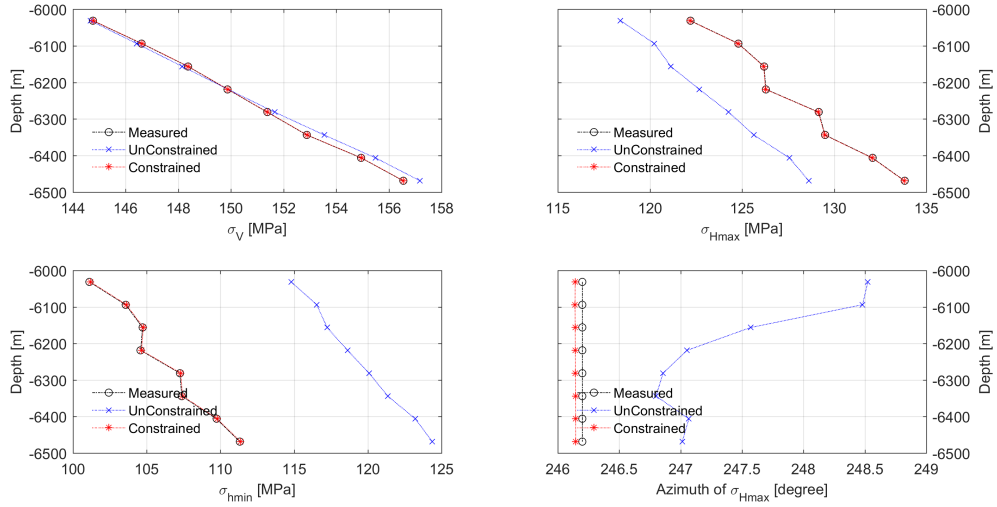 -6000
-6100
-6200
-6300
-6400
-6500
Depth [m]
Measured
UnConstrained
Constrained
144 146 148 150 152 154 156 158
σV [MPa]
-6000
-6100
-6200
-6300
-6400
-6500
Depth [m]
Measured
UnConstrained
Constrained
115 120 125 130 135
σHmax [MPa]
-6000
-6100
-6200
-6300
-6400
-6500
Depth [m]
Measured
UnConstrained
Constrained
100 105 110 115 120 125
σhmin [MPa]
-6000
-6100
-6200
-6300
-6400
-6500
Depth [m]
Measured
UnConstrained
Constrained
246 246.5 247 247.5 248 248.5 249
Azimuth of σHmax [degree]